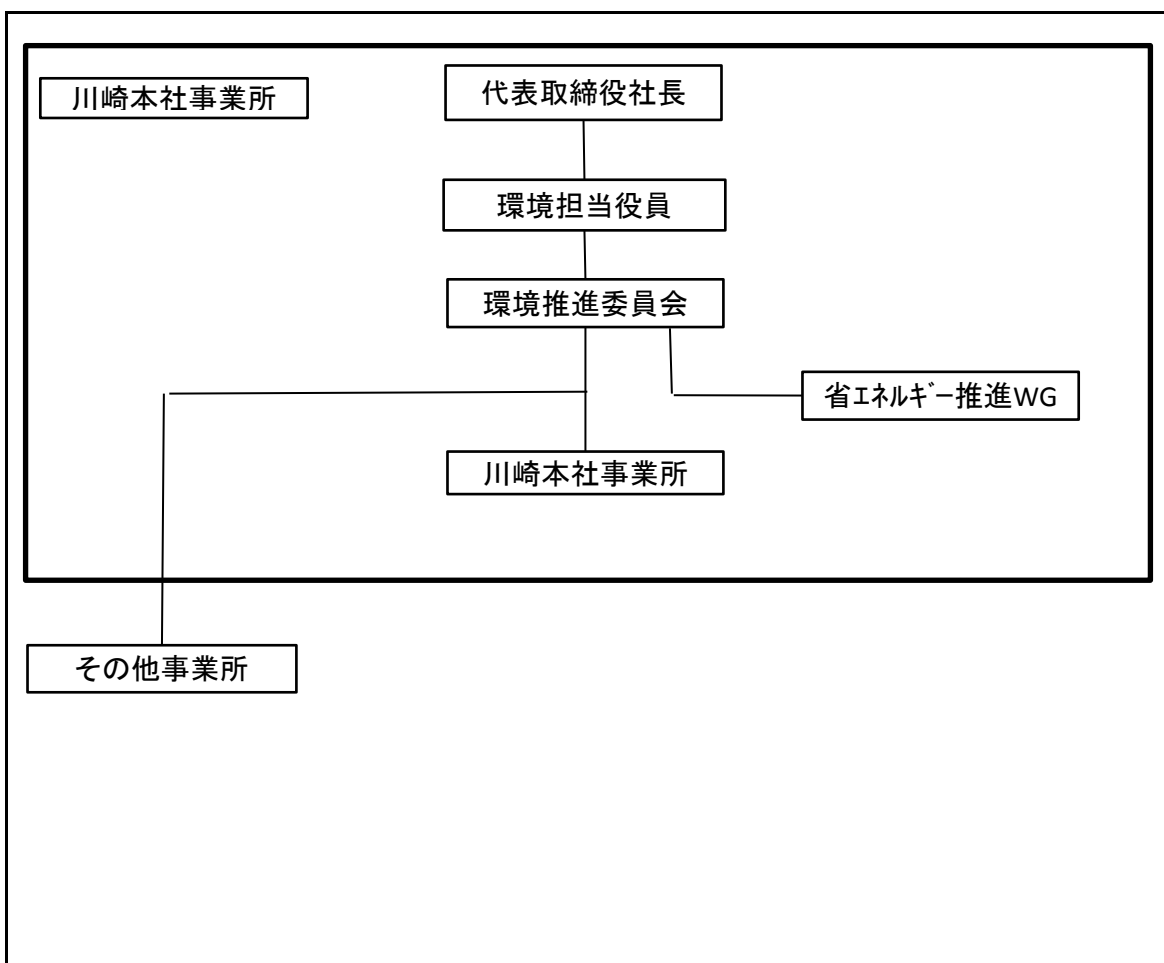 川崎本社事業所
代表取締役社長
環境担当役員
環境推進委員会
省ｴﾈﾙｷﾞｰ推進WG
川崎本社事業所
その他事業所